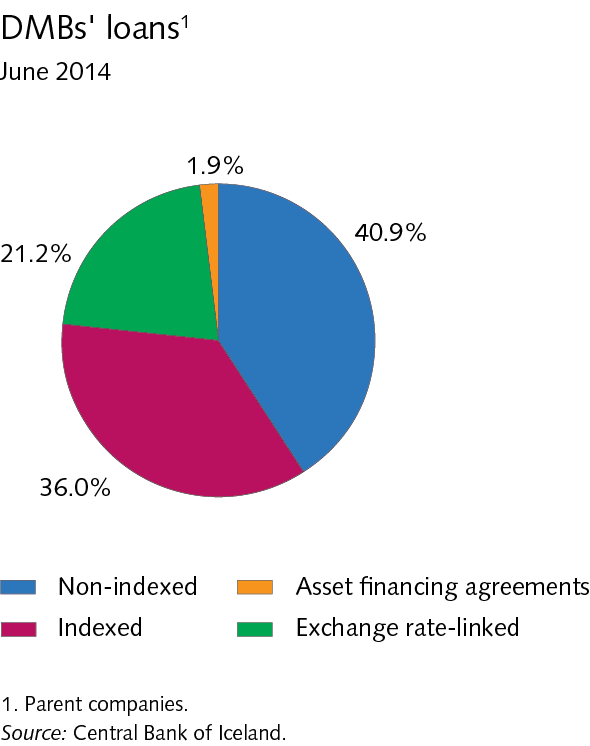 DMBs' loans¹
June 2014
1.9%
40.9%
21.2%
36.0%
Non-indexed
Asset financing agreements
Indexed
Exchange rate-linked
1. Parent companies.
Source: Central Bank of Iceland.